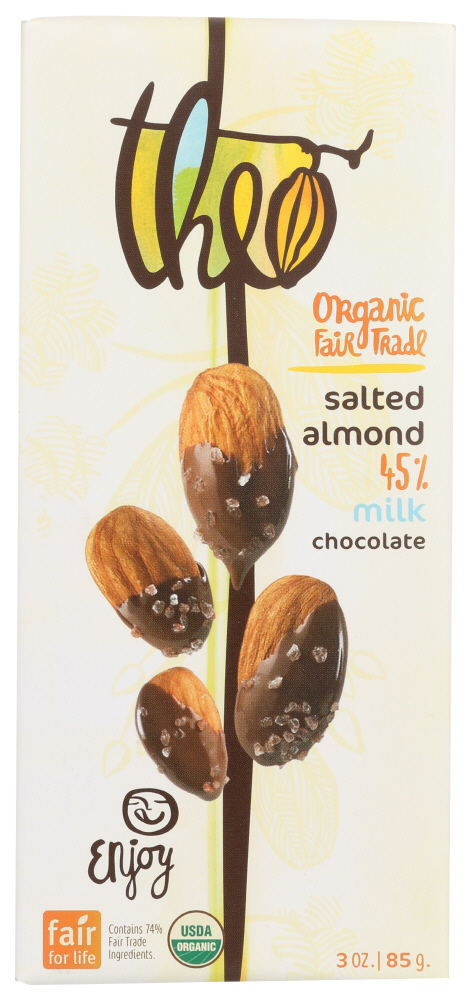 theo
Organic
Fair Trade
salted
almond
45%
milk
chocolate
Enjoy
fair
for life
Contains 74%
Fair Trade
Ingredients.
USDA
ORGANIC
3 OZ. | 85 g.